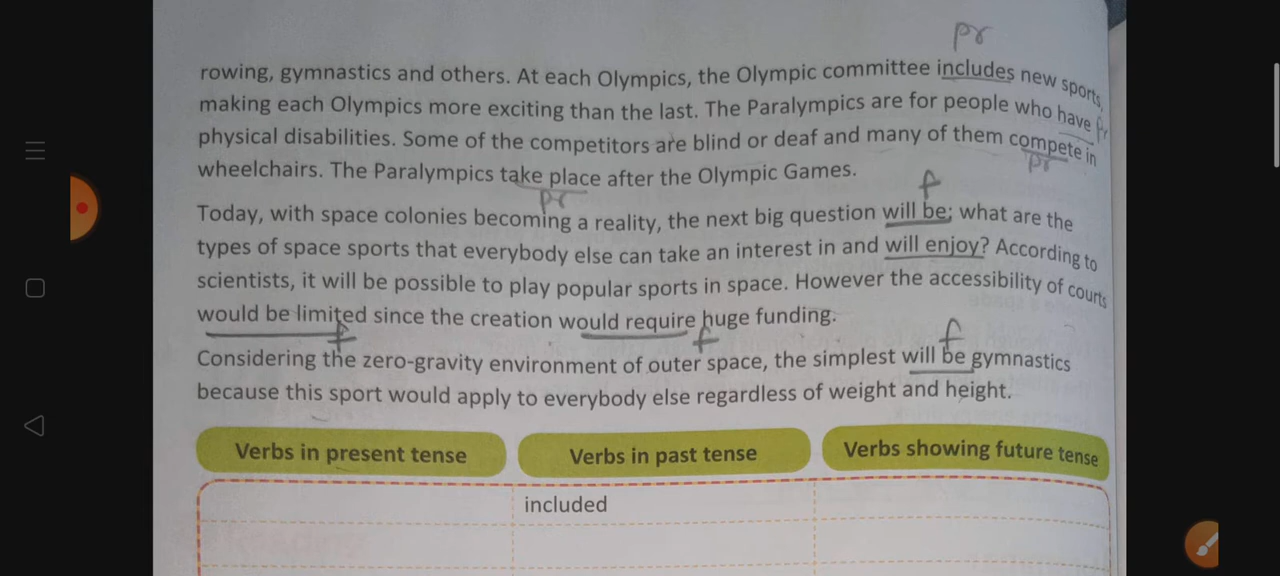 pr
rowing, gymnastics and others. At each Olympics, the Olympic committee includes new sports,
making each Olympics more exciting than the last. The Paralympics are for people who have
pr
physical disabilities. Some of the competitors are blind or deaf and many of them compete in
pr
wheelchairs. The Paralympics take place after the Olympic Games.
pr
f
Today, with space colonies becoming a reality, the next big question will be; what are the
types of space sports that everybody else can take an interest in and will enjoy? According to
scientists, it will be possible to play popular sports in space. However the accessibility of courts
would be limited since the creation would require huge funding.
f f f
Considering the zero-gravity environment of outer space, the simplest will be gymnastics
because this sport would apply to everybody else regardless of weight and height.
Verbs in present tense Verbs in past tense Verbs showing future tense
included